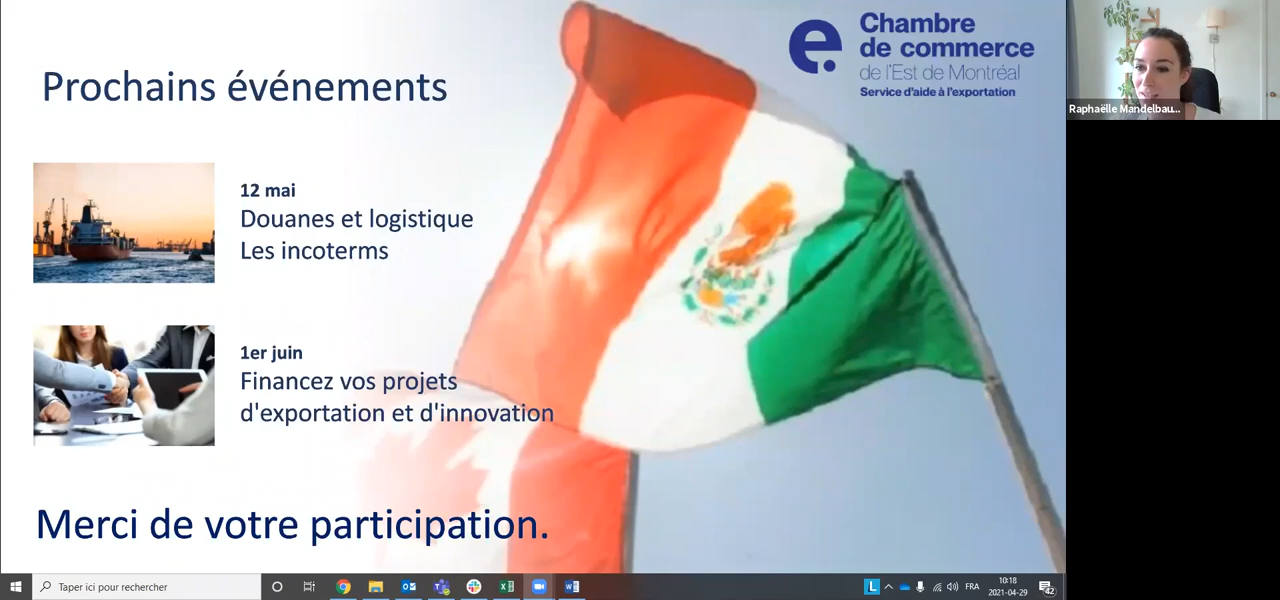 Prochains événements
Chambre
de commerce
de l'Est de Montréal
Service d'aide à l'exportation
Raphaëlle Mandelbau...
12 mai
Douanes et logistique
Les incoterms
1er juin
Financez vos projets
d'exportation et d'innovation
Merci de votre participation.
Taper ici pour rechercher
L
FRA
10:18
2021-04-29
42